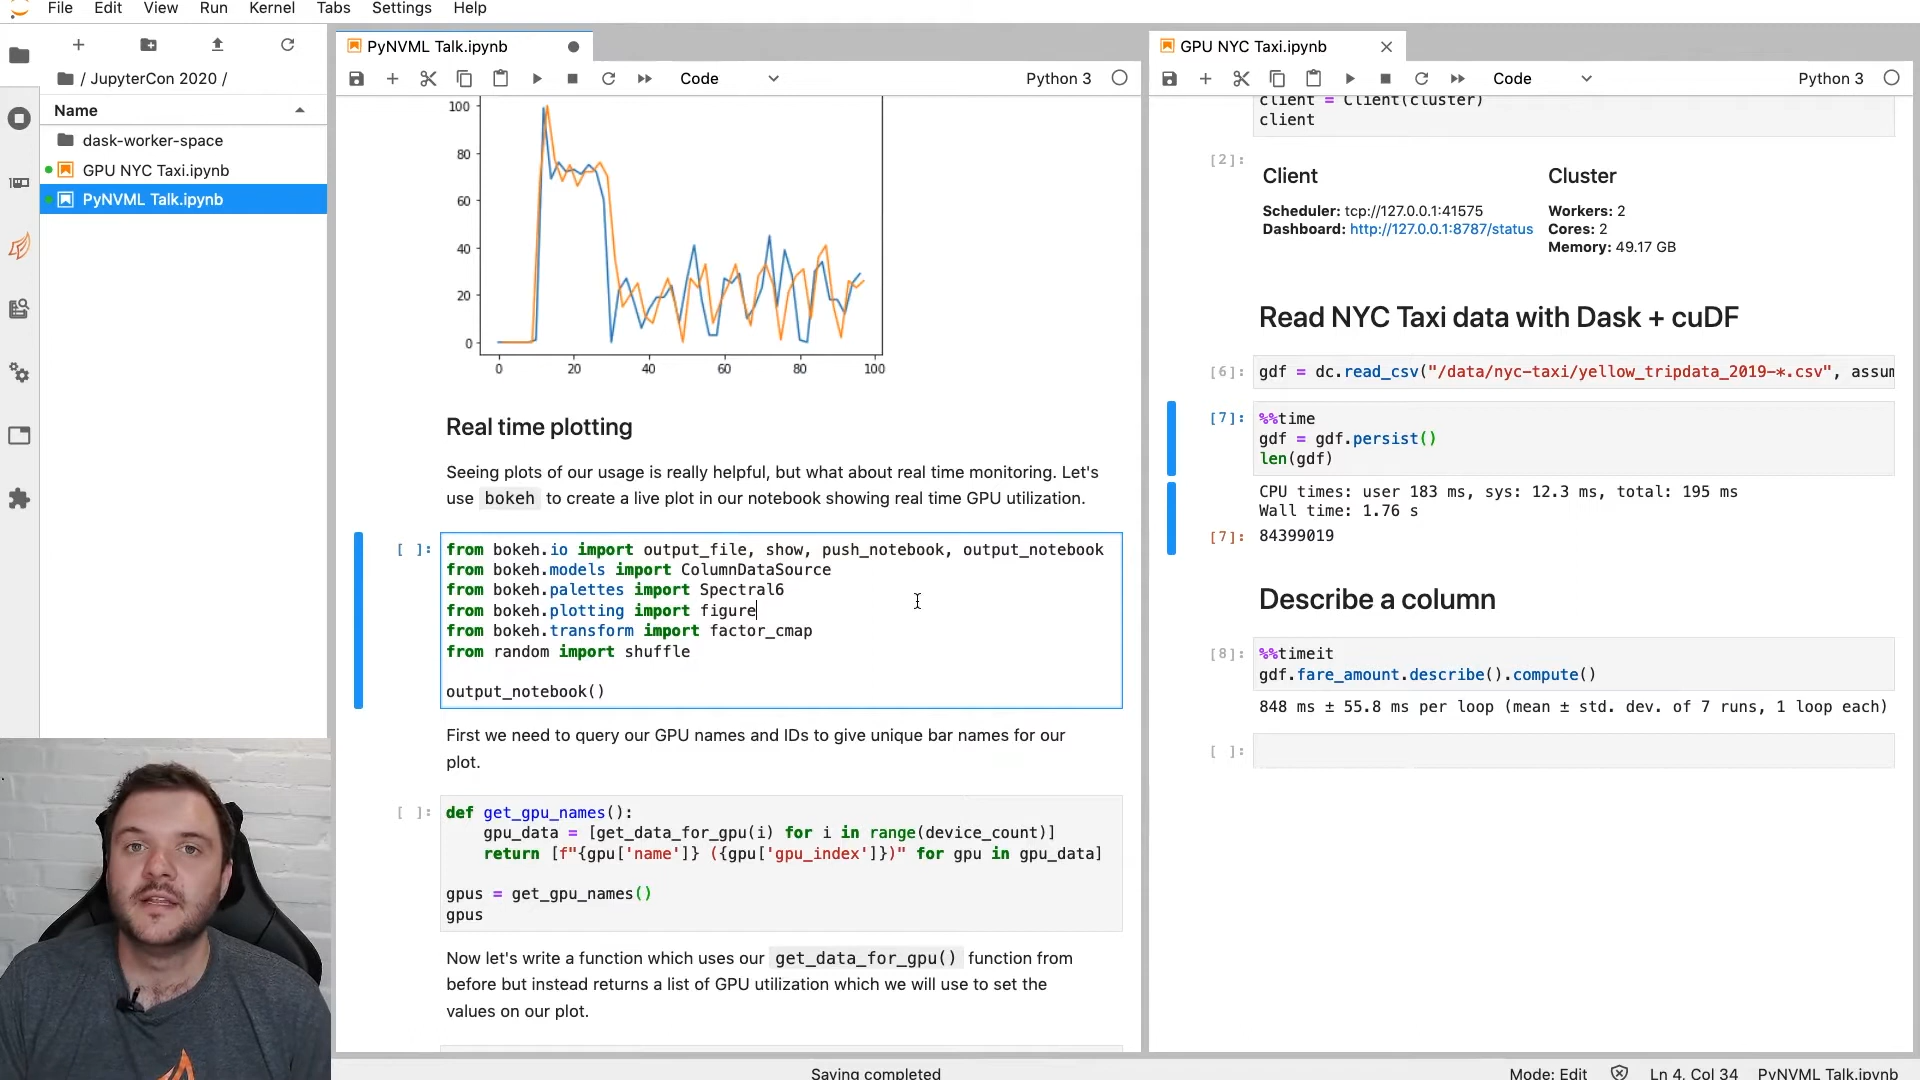 File Edit View Run Kernel Tabs Settings Help
/ JupyterCon 2020 /
Name
dask-worker-space
GPU NYC Taxi.ipynb
PyNVML Talk.ipynb
PyNVML Talk.ipynb
Code
Python 3
100
80
60
40
20
0
0 20 40 60 80 100
Real time plotting
Seeing plots of our usage is really helpful, but what about real time monitoring. Let's
use bokeh to create a live plot in our notebook showing real time GPU utilization.
[ ]:
from bokeh.io import output_file, show, push_notebook, output_notebook
from bokeh.models import ColumnDataSource
from bokeh.palettes import Spectral6
from bokeh.plotting import figure
from bokeh.transform import factor_cmap
from random import shuffle
output_notebook()
First we need to query our GPU names and IDs to give unique bar names for our
plot.
[ ]:
def get_gpu_names():
gpu_data = [get_data_for_gpu(i) for i in range(device_count)]
return [f"{gpu['name']} ({gpu['gpu_index']})" for gpu in gpu_data]
gpus = get_gpu_names()
gpus
Now let's write a function which uses our get_data_for_gpu() function from
before but instead returns a list of GPU utilization which we will use to set the
values on our plot.
GPU NYC Taxi.ipynb
Code
Python 3
client = Client(cluster)
client
[2]:
Client
Scheduler: tcp://127.0.0.1:41575
Dashboard: http://127.0.0.1:8787/status
Cluster
Workers: 2
Cores: 2
Memory: 49.17 GB
Read NYC Taxi data with Dask + cuDF
[6]: gdf = dc.read_csv("/data/nyc-taxi/yellow_tripdata_2019-*.csv", assum
[7]: %%time
gdf = gdf.persist()
len(gdf)
CPU times: user 183 ms, sys: 12.3 ms, total: 195 ms
Wall time: 1.76 s
[7]: 84399019
Describe a column
[8]: %%timeit
gdf.fare_amount.describe().compute()
848 ms ± 55.8 ms per loop (mean ± std. dev. of 7 runs, 1 loop each)
[ ]:
Saving completed
Mode: Edit
Ln 4, Col 34
PyNVML Talk.ipynb